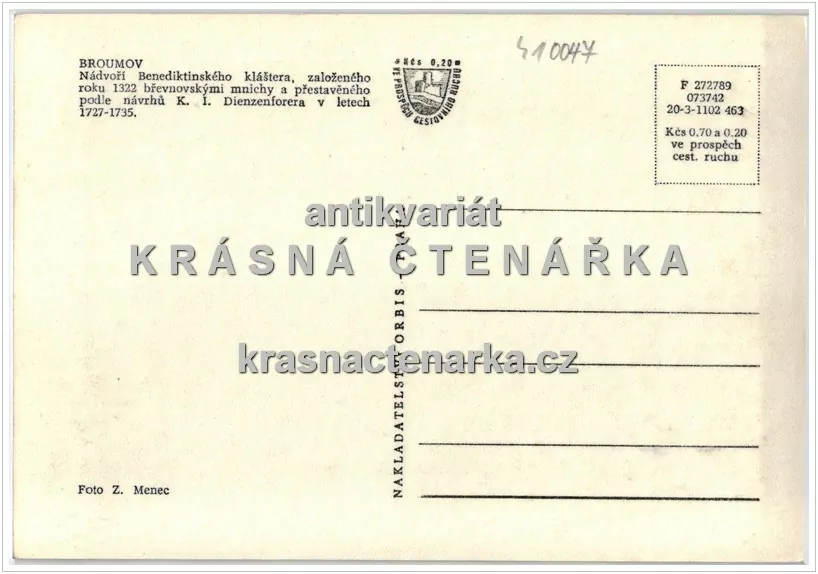 BROUMOV
Nádvoří Benediktinského kláštera, založeného
roku 1322 břevnovskými mnichy a přestavěného
podle návrhů K. I. Dienzenforera v letech
1727-1735.
Kčs 0,20
VE PROSPĚCH CESTOVNÍHO RUCHU
410047
F 272789
073742
20-3-1102 463
Kčs 0.70 a 0.20
ve prospěch
cest. ruchu
antikvariát
KRÁSNÁ ČTENÁŘKA
krasnactenarka.cz
NAKLADATELSTVÍ ORBIS - PRAHA
Foto Z. Menec